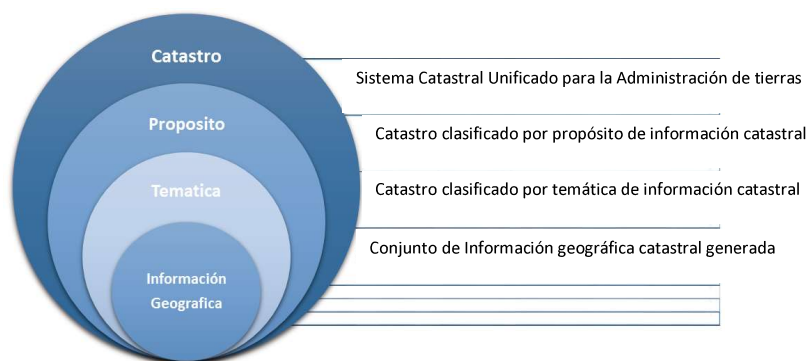 Catastro
Sistema Catastral Unificado para la Administración de tierras
Proposito
Catastro clasificado por propósito de información catastral
Tematica
Catastro clasificado por temática de información catastral
Conjunto de Información geográfica catastral generada
Información
Geografica